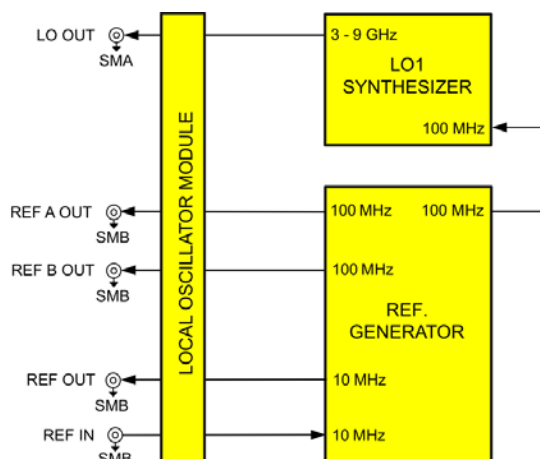 LO OUT
SMA
3 - 9 GHz
LO1
SYNTHESIZER
100 MHz
LOCAL OSCILLATOR MODULE
REF A OUT
SMB
100 MHz
100 MHz
REF B OUT
SMB
100 MHz
REF.
GENERATOR
REF OUT
SMB
10 MHz
REF IN
SMB
10 MHz